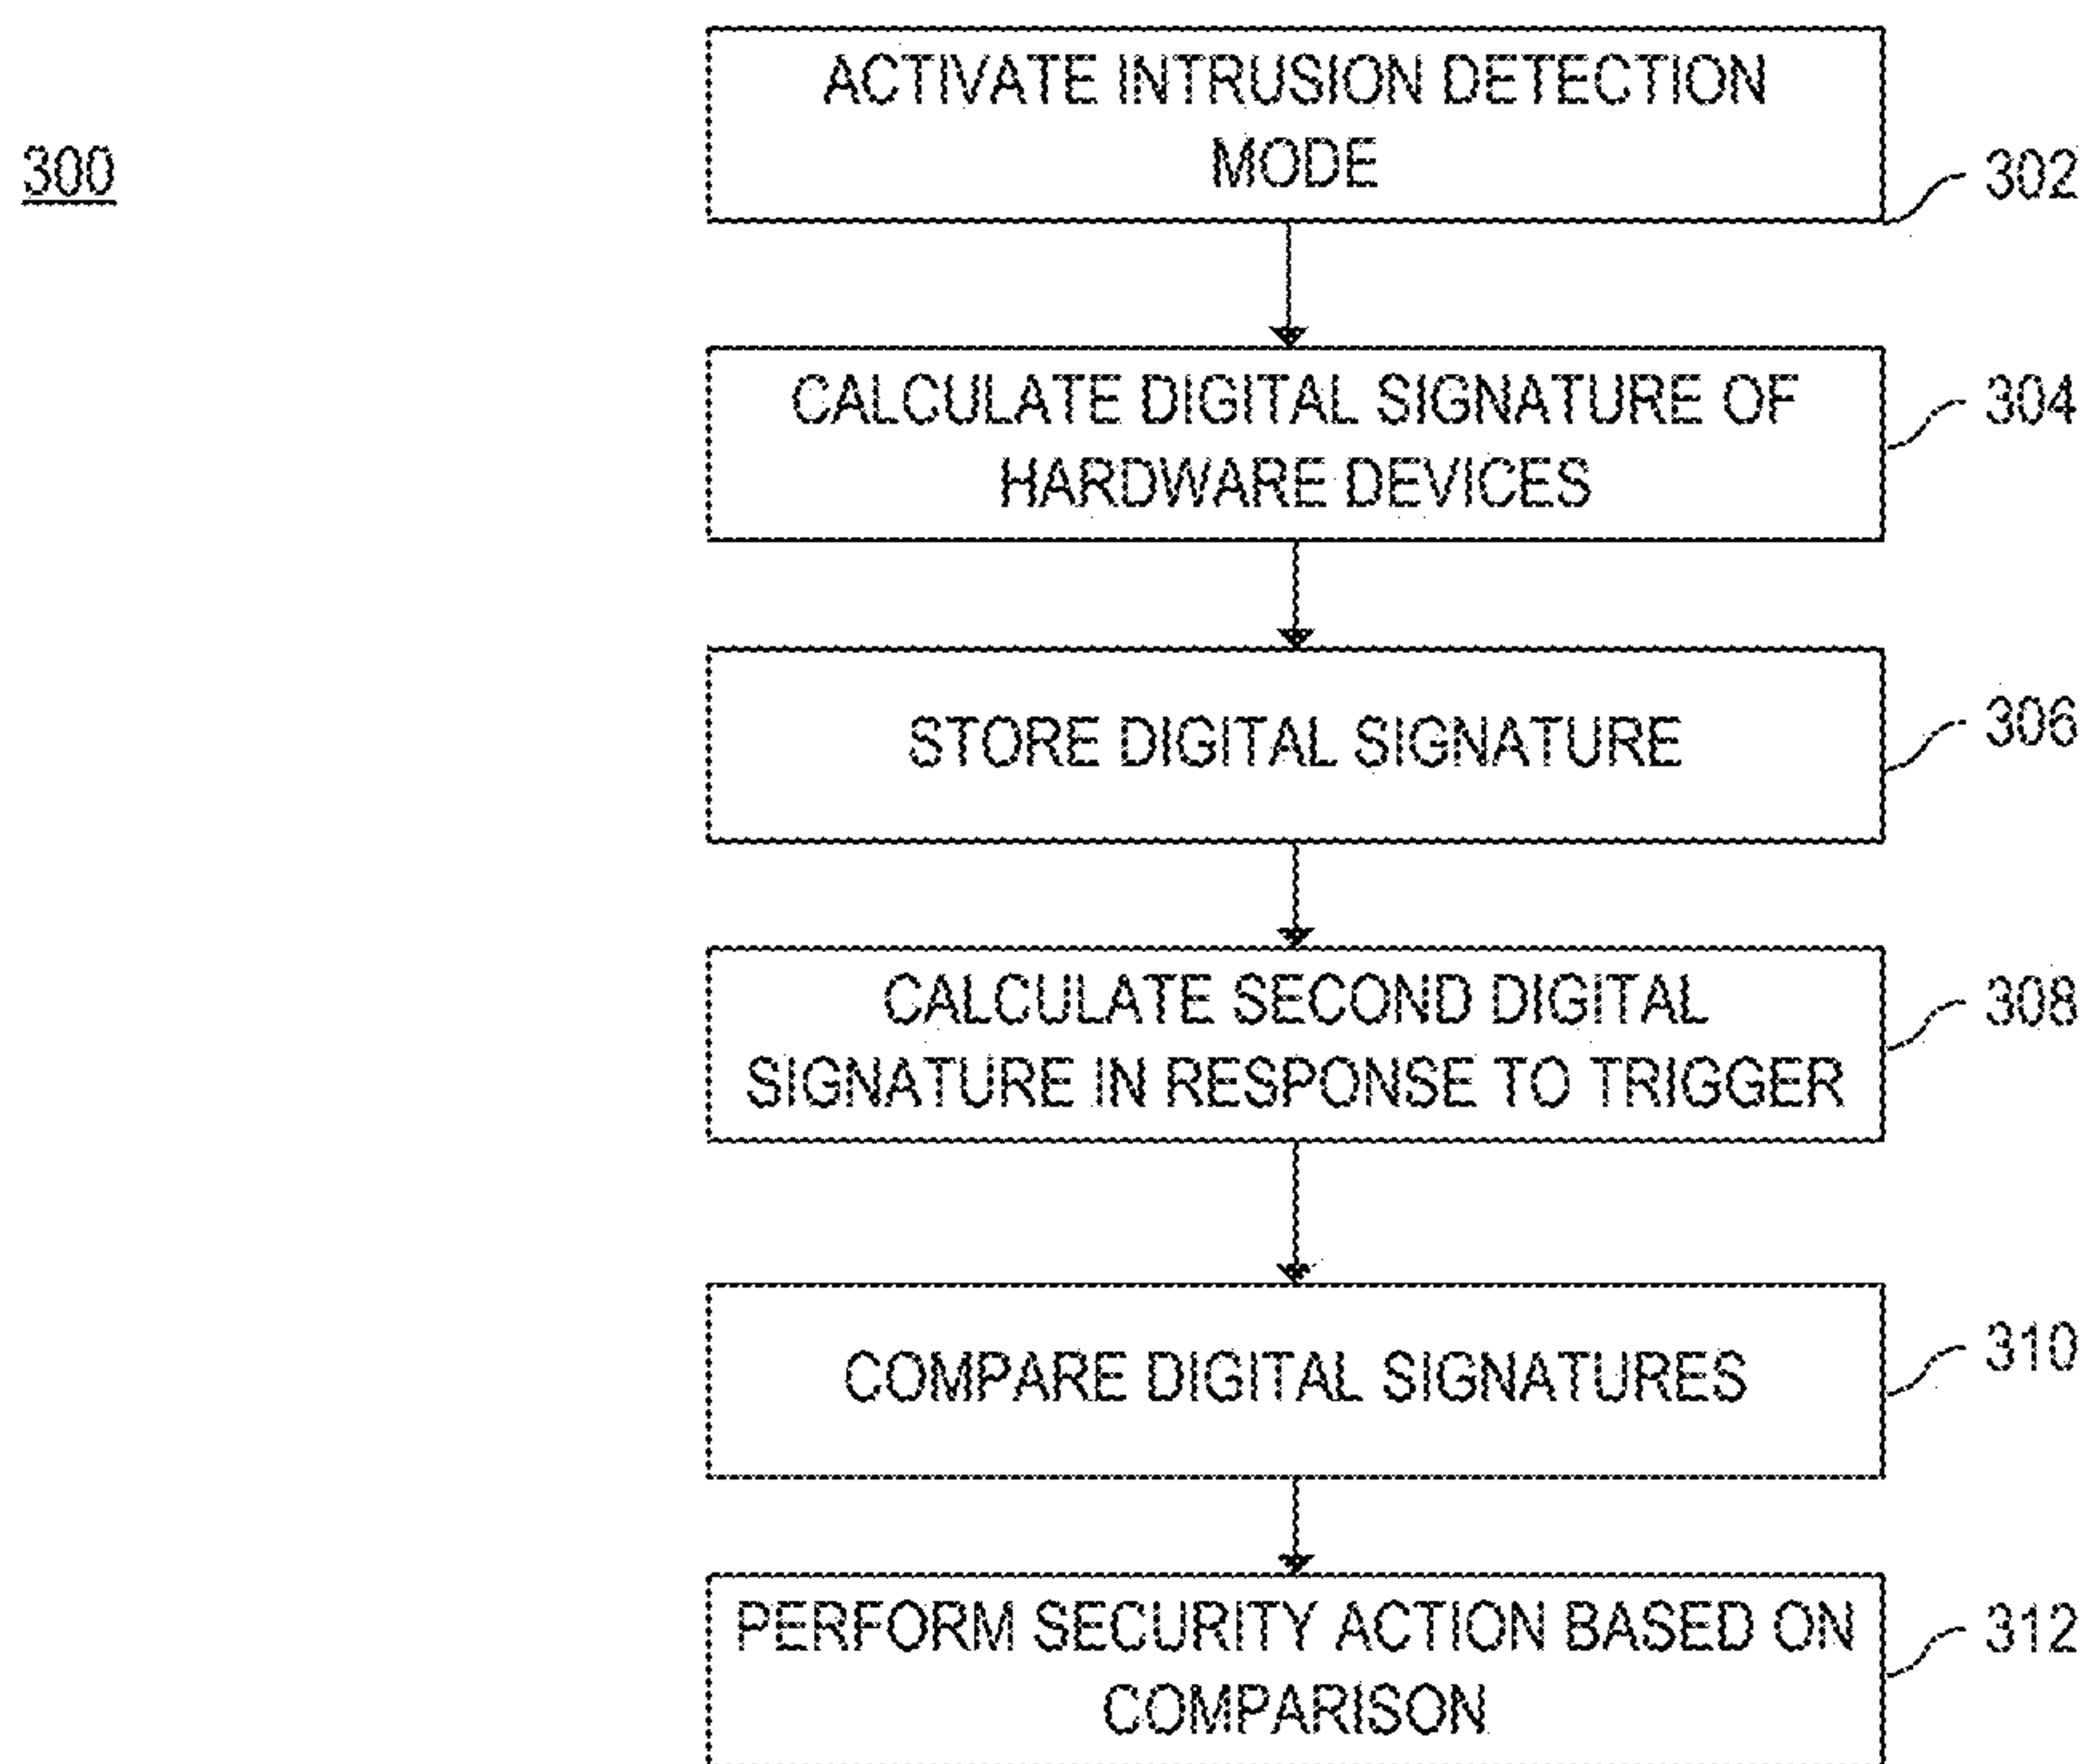 300
ACTIVATE INTRUSION DETECTION
MODE
302
CALCULATE DIGITAL SIGNATURE OF
HARDWARE DEVICES
304
STORE DIGITAL SIGNATURE
306
CALCULATE SECOND DIGITAL
SIGNATURE IN RESPONSE TO TRIGGER
308
COMPARE DIGITAL SIGNATURES
310
PERFORM SECURITY ACTION BASED ON
COMPARISON
312